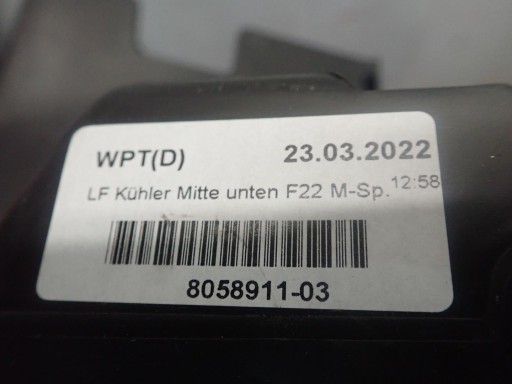 WPT(D) 23.03.2022
LF Kühler Mitte unten F22 M-Sp. 12:58
8058911-03